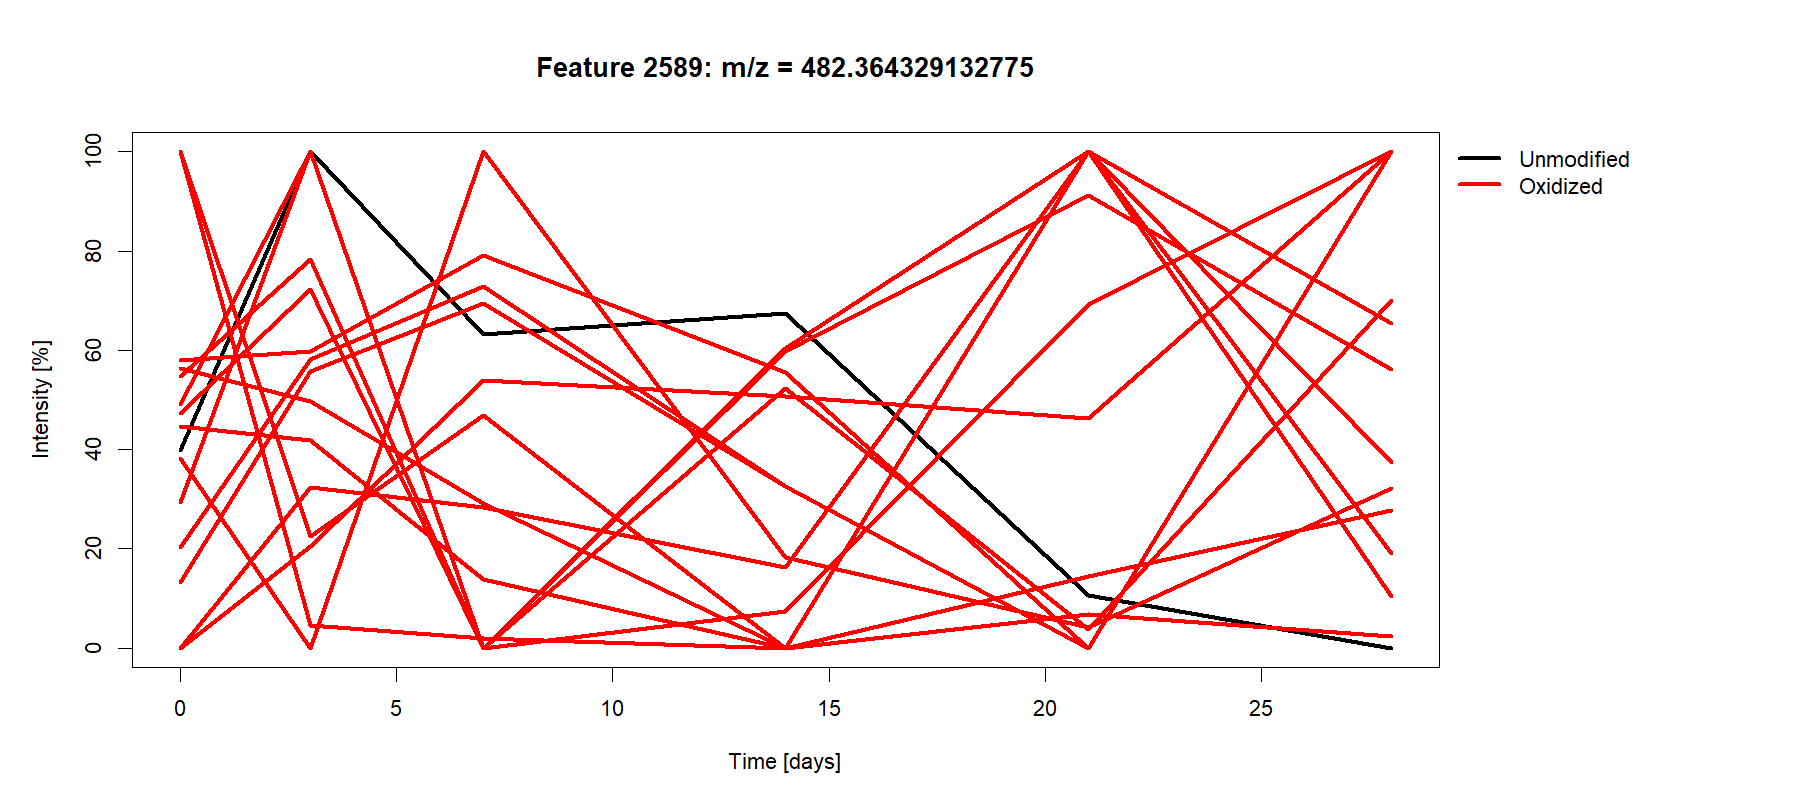 Feature 2589: m/z = 482.364329132775
Unmodified
Oxidized
Intensity [%]
100
80
60
40
20
0
0 5 10 15 20 25
Time [days]